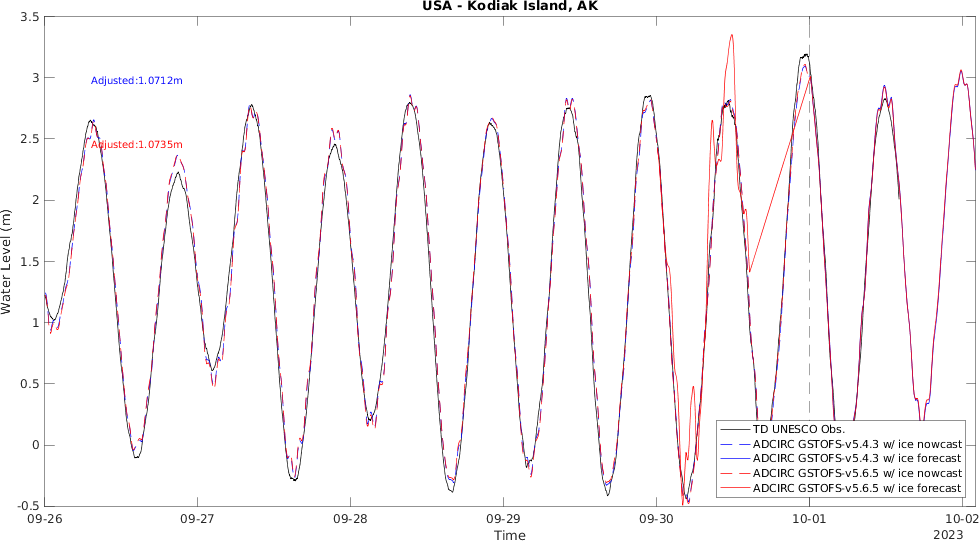 USA - Kodiak Island, AK
3.5
3
2.5
2
1.5
1
0.5
0
-0.5
Water Level (m)
Adjusted:1.0712m
Adjusted:1.0735m
TD UNESCO Obs.
ADCIRC GSTOFS-v5.4.3 w/ ice nowcast
ADCIRC GSTOFS-v5.4.3 w/ ice forecast
ADCIRC GSTOFS-v5.6.5 w/ ice nowcast
ADCIRC GSTOFS-v5.6.5 w/ ice forecast
09-26 09-27 09-28 09-29 09-30 10-01 10-02
Time
2023